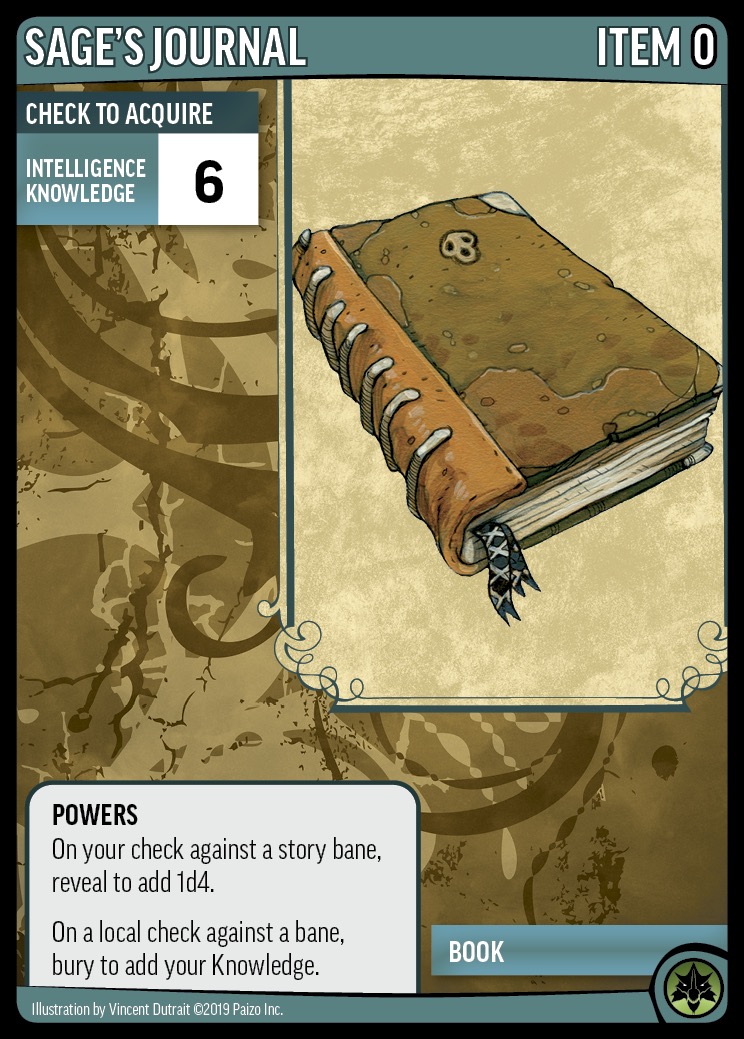 SAGE'S JOURNAL
ITEM 0
CHECK TO ACQUIRE
INTELLIGENCE
KNOWLEDGE
6
POWERS
On your check against a story bane,
reveal to add 1d4.
On a local check against a bane,
bury to add your Knowledge.
BOOK
Illustration by Vincent Dutrait ©2019 Paizo Inc.